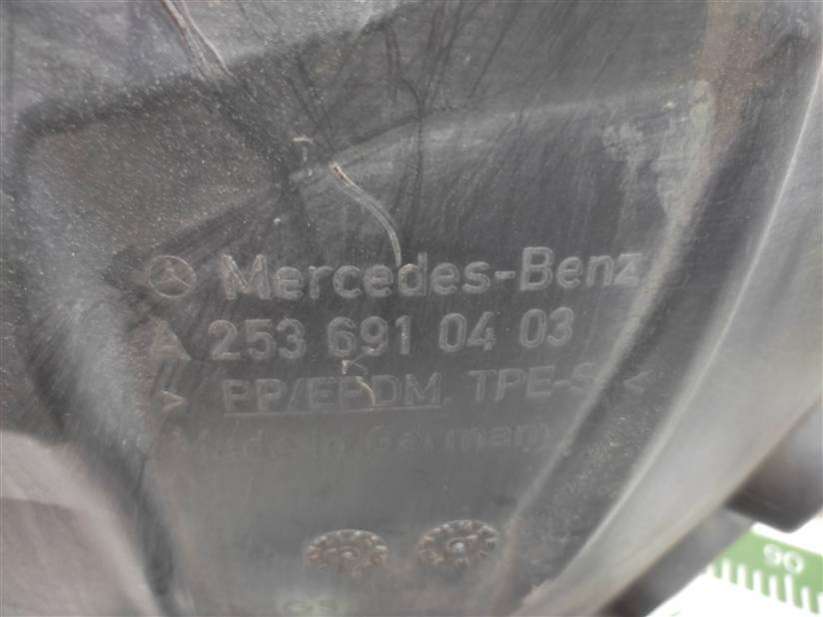 Mercedes-Benz
A 253 691 04 03
> PP/EPDM, TPE-S <
Made in Germany
90